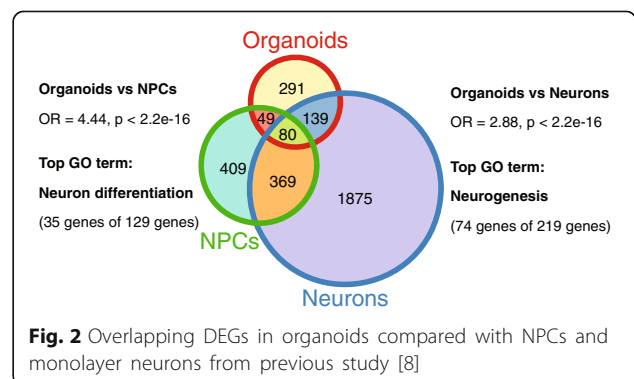 Organoids
Organoids vs NPCs
OR = 4.44, p < 2.2e-16
Top GO term:
Neuron differentiation
(35 genes of 129 genes)
291
49
139
80
409
369
1875
NPCs
Neurons
Organoids vs Neurons
OR = 2.88, p < 2.2e-16
Top GO term:
Neurogenesis
(74 genes of 219 genes)
Fig. 2 Overlapping DEGs in organoids compared with NPCs and
monolayer neurons from previous study [8]